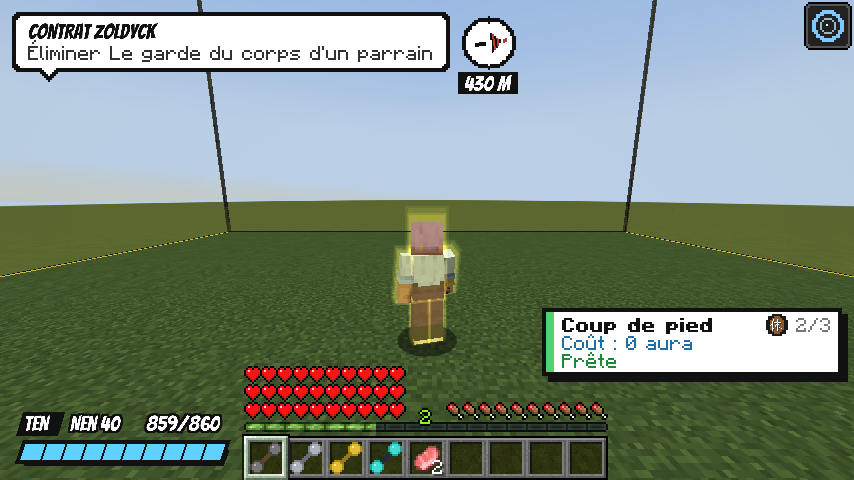 CONTRAT ZOLDYCK
Éliminer Le garde du corps d'un parrain
430 M
Coup de pied
休 2/3
Coût : 0 aura
Prête
2
TEN NEN 40 859/860
2